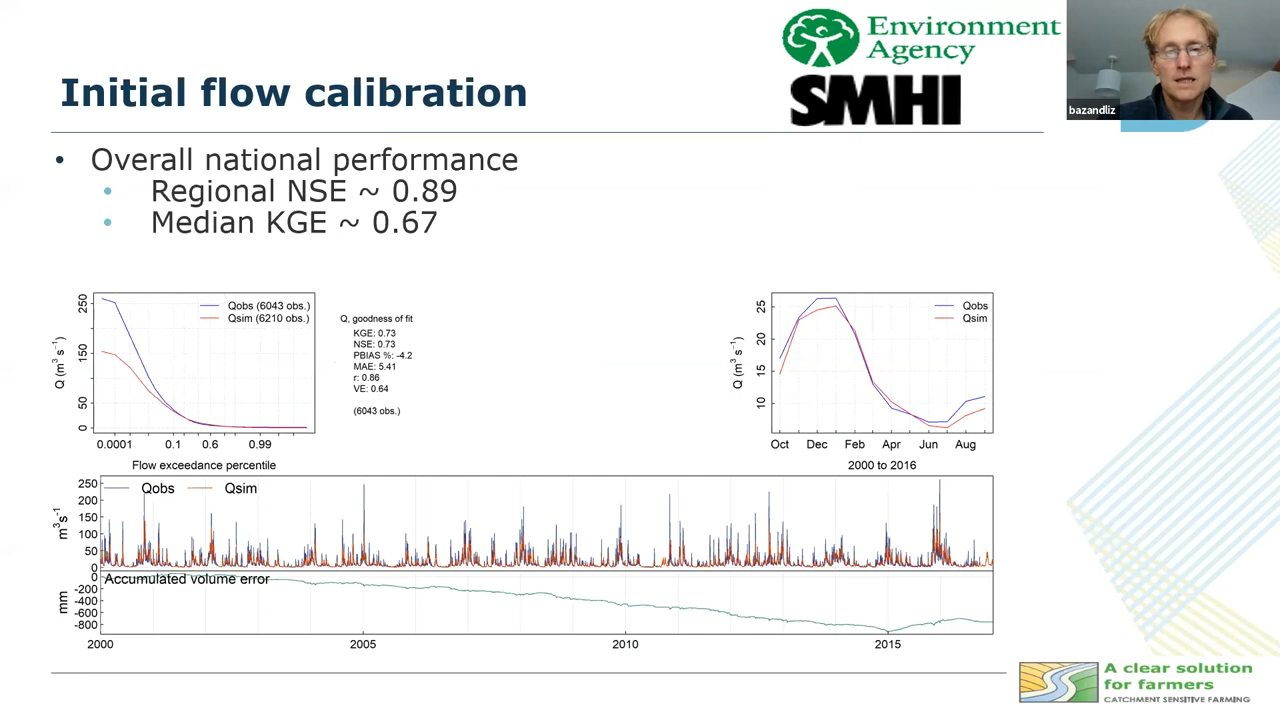 Environment
Agency
SMHI
bazandliz
Initial flow calibration
• Overall national performance
• Regional NSE ~ 0.89
• Median KGE ~ 0.67
Q (m³ s⁻¹)
250
150
50
0
Qobs (6043 obs.)
Qsim (6210 obs.)
0.0001 0.1 0.6 0.99
Flow exceedance percentile
Q, goodness of fit
KGE: 0.73
NSE: 0.73
PBIAS %: -4.2
MAE: 5.41
r: 0.86
VE: 0.64
(6043 obs.)
Q (m³ s⁻¹)
25
20
15
10
Qobs
Qsim
Oct Dec Feb Apr Jun Aug
2000 to 2016
m³s⁻¹
250
200
150
100
50
0
Qobs Qsim
Accumulated volume error
mm
0
-200
-400
-600
-800
2000 2005 2010 2015
A clear solution
for farmers
CATCHMENT SENSITIVE FARMING